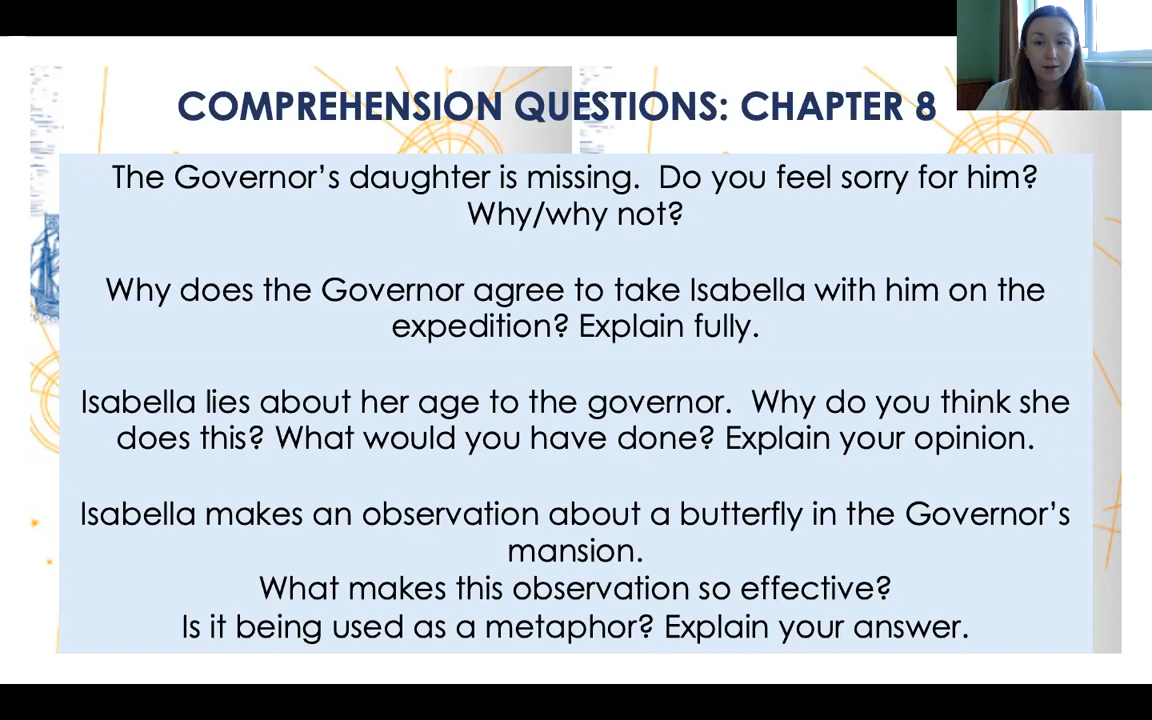 COMPREHENSION QUESTIONS: CHAPTER 8
The Governor's daughter is missing.  Do you feel sorry for him?
Why/why not?
Why does the Governor agree to take Isabella with him on the
expedition? Explain fully.
Isabella lies about her age to the governor.  Why do you think she
does this? What would you have done? Explain your opinion.
Isabella makes an observation about a butterfly in the Governor's
mansion.
What makes this observation so effective?
Is it being used as a metaphor? Explain your answer.